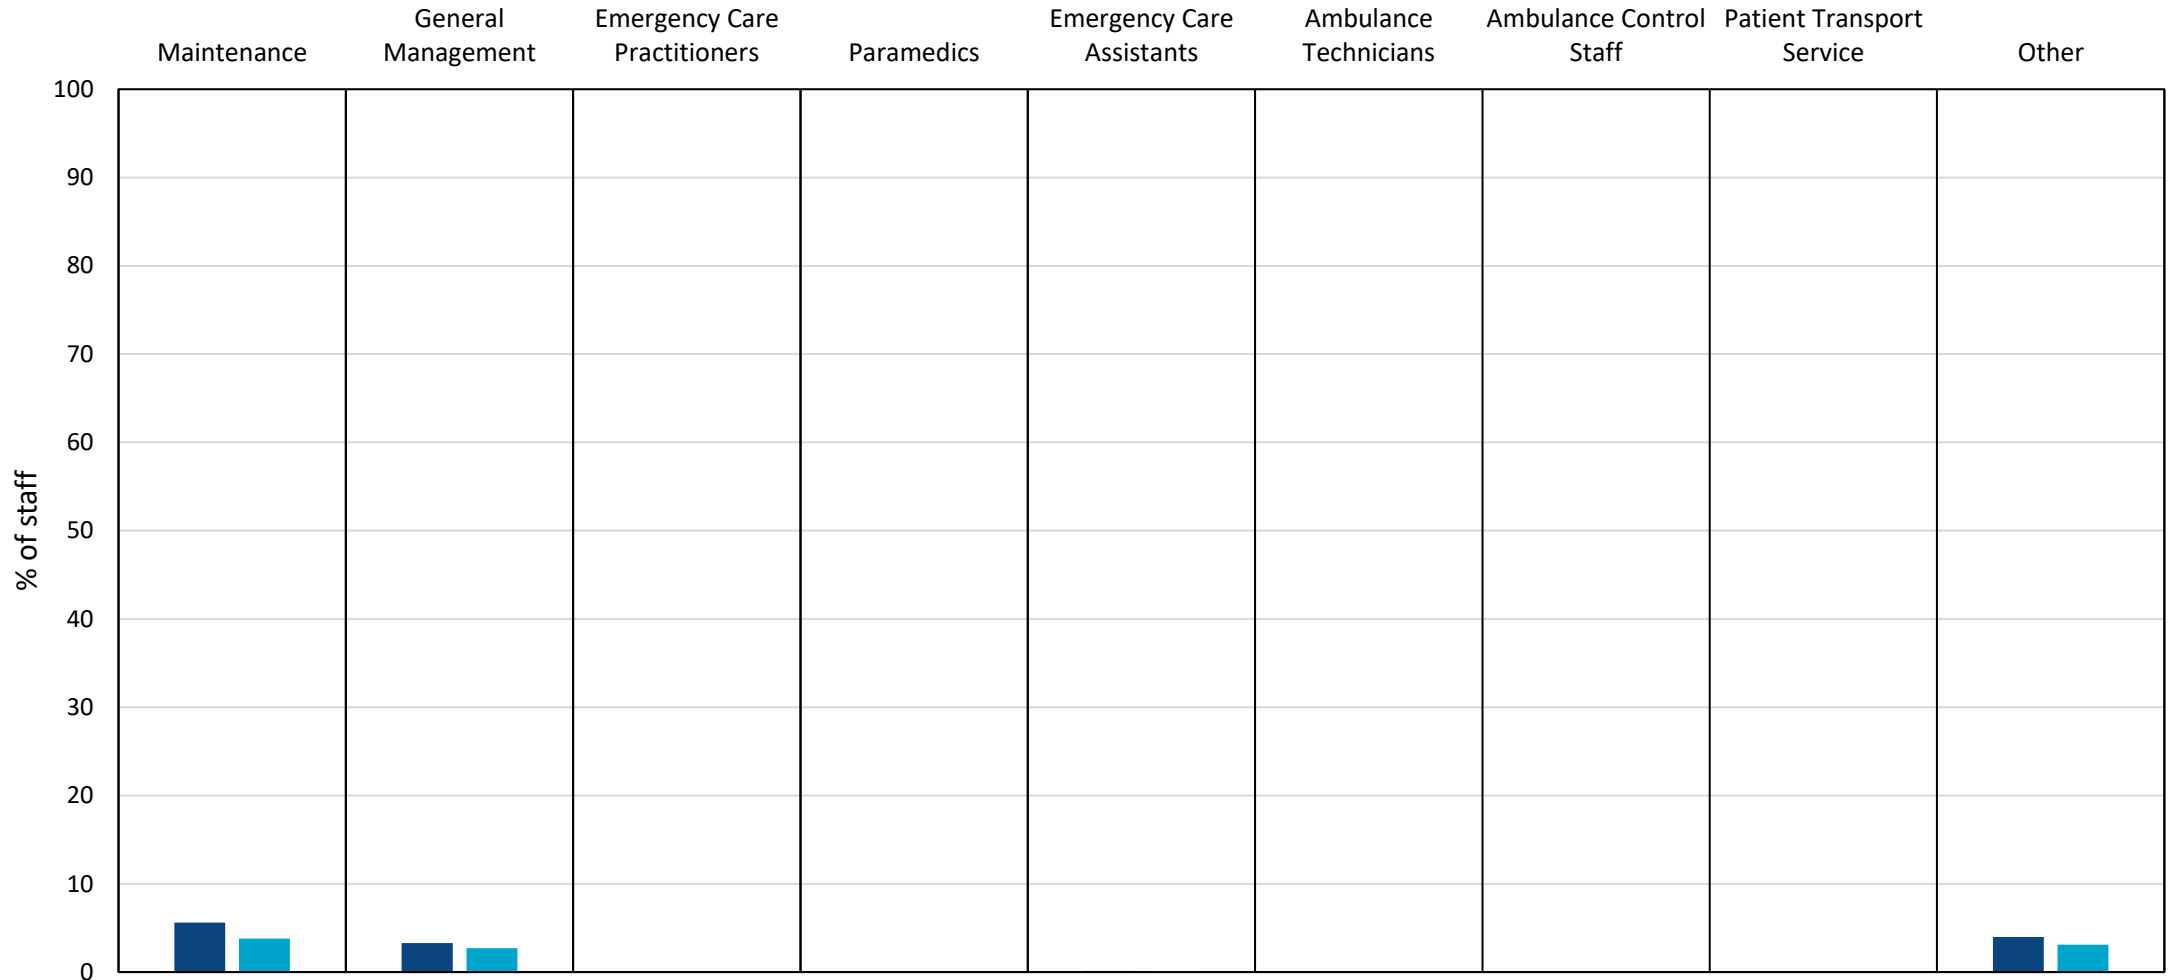 Maintenance
General
Management
Emergency Care
Practitioners
Paramedics
Emergency Care
Assistants
Ambulance
Technicians
Ambulance Control
Staff
Patient Transport
Service
Other
100
90
80
70
60
50
40
30
20
10
0
% of staff